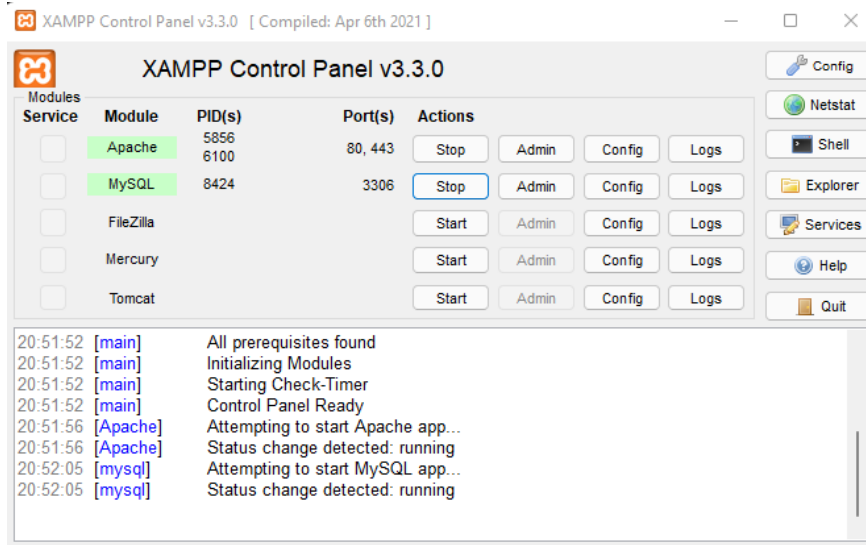 XAMPP Control Panel v3.3.0 [ Compiled: Apr 6th 2021 ]
XAMPP Control Panel v3.3.0
Config
Modules
Service Module PID(s) Port(s) Actions
Netstat
Apache 5856 6100 80, 443 Stop Admin Config Logs
Shell
MySQL 8424 3306 Stop Admin Config Logs
Explorer
FileZilla Start Admin Config Logs
Services
Mercury Start Admin Config Logs
Help
Tomcat Start Admin Config Logs
Quit
20:51:52 [main] All prerequisites found
20:51:52 [main] Initializing Modules
20:51:52 [main] Starting Check-Timer
20:51:52 [main] Control Panel Ready
20:51:56 [Apache] Attempting to start Apache app...
20:51:56 [Apache] Status change detected: running
20:52:05 [mysql] Attempting to start MySQL app...
20:52:05 [mysql] Status change detected: running